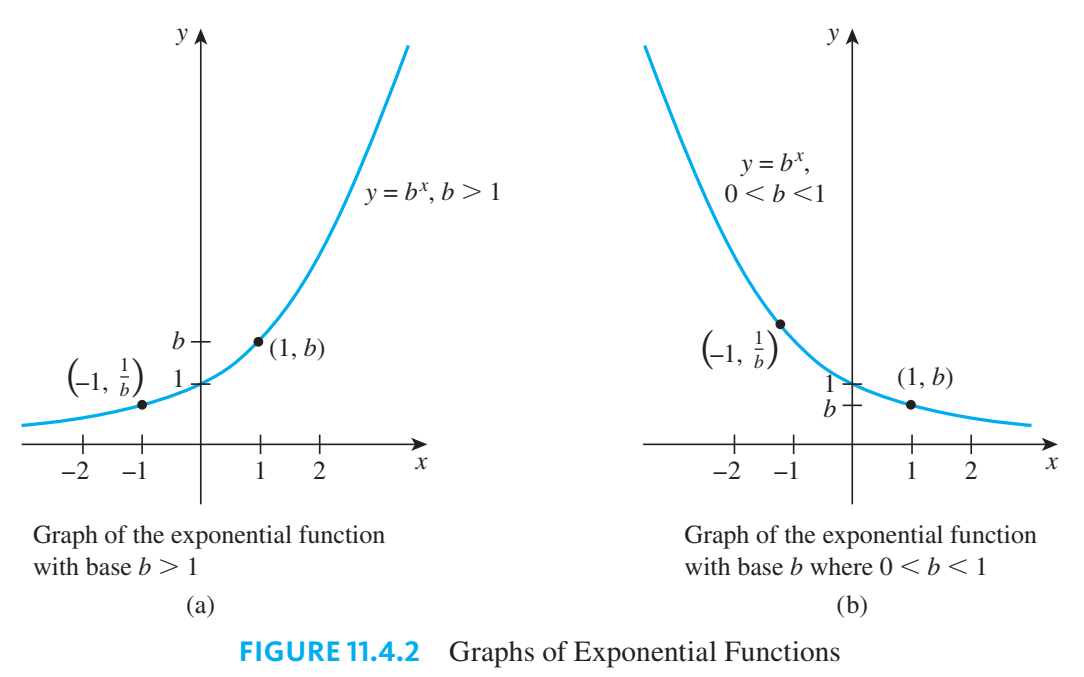 y
y = bˣ, b > 1
b
(1, b)
(–1, 1/b)
1
–2 –1 1 2 x
Graph of the exponential function
with base b > 1
(a)
y
y = bˣ,
0 < b <1
(–1, 1/b)
1
(1, b)
b
–2 –1 1 2 x
Graph of the exponential function
with base b where 0 < b < 1
(b)
FIGURE 11.4.2 Graphs of Exponential Functions